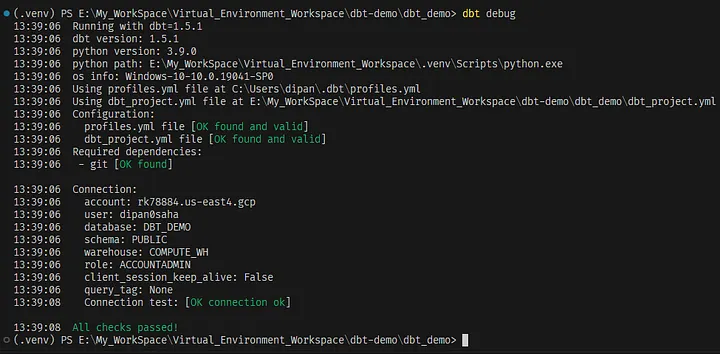 (.venv) PS E:\My_WorkSpace\Virtual_Environment_Workspace\dbt-demo\dbt_demo> dbt debug
13:39:06 Running with dbt=1.5.1
13:39:06 dbt version: 1.5.1
13:39:06 python version: 3.9.0
13:39:06 python path: E:\My_WorkSpace\Virtual_Environment_Workspace\.venv\Scripts\python.exe
13:39:06 os info: Windows-10-10.0.19041-SP0
13:39:06 Using profiles.yml file at C:\Users\dipan\.dbt\profiles.yml
13:39:06 Using dbt_project.yml file at E:\My_WorkSpace\Virtual_Environment_Workspace\dbt-demo\dbt_demo\dbt_project.yml
13:39:06 Configuration:
13:39:06 profiles.yml file [OK found and valid]
13:39:06 dbt_project.yml file [OK found and valid]
13:39:06 Required dependencies:
13:39:06 - git [OK found]
13:39:06 Connection:
13:39:06 account: rk78884.us-east4.gcp
13:39:06 user: dipan0saha
13:39:06 database: DBT_DEMO
13:39:06 schema: PUBLIC
13:39:06 warehouse: COMPUTE_WH
13:39:06 role: ACCOUNTADMIN
13:39:06 client_session_keep_alive: False
13:39:06 query_tag: None
13:39:08 Connection test: [OK connection ok]
13:39:08 All checks passed!
(.venv) PS E:\My_WorkSpace\Virtual_Environment_Workspace\dbt-demo\dbt_demo>